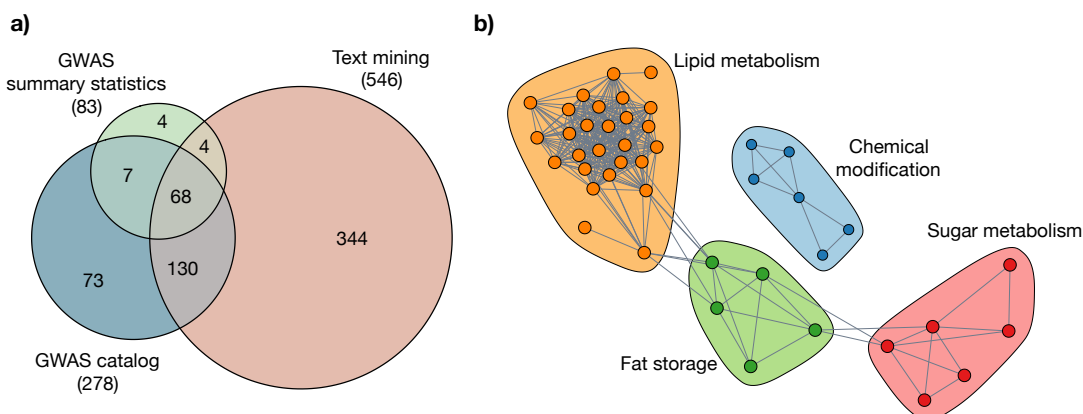 a)
GWAS
summary statistics
(83)
Text mining
(546)
4
4
7
68
344
73
130
GWAS catalog
(278)
b)
Lipid metabolism
Chemical
modification
Sugar metabolism
Fat storage